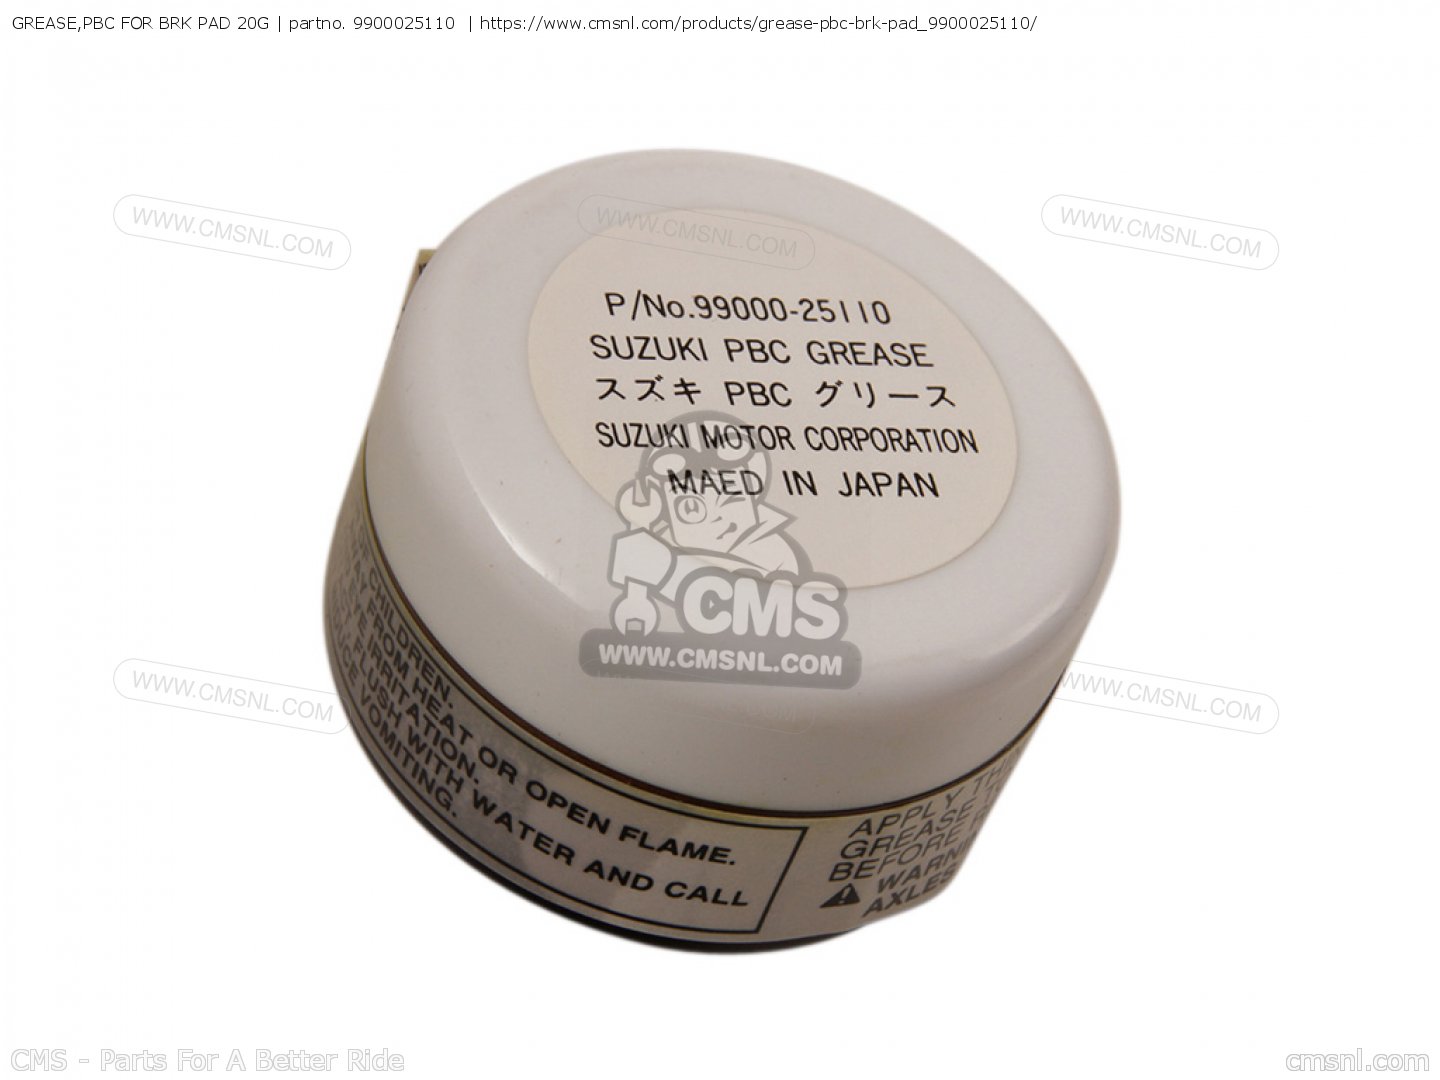 GREASE,PBC FOR BRK PAD 20G | partno. 9900025110 | https://www.cmsnl.com/products/grease-pbc-brk-pad_9900025110/
WWW.CMSNL.COM
WWW.CMSNL.COM
WWW.CMSNL.COM
P/No.99000-25110
SUZUKI PBC GREASE
スズキ PBC グリース
SUZUKI MOTOR CORPORATION
MAED IN JAPAN
CMS
WWW.CMSNL.COM
WWW.CMSNL.COM
WWW.CMSNL.COM
WWW.CMSNL.COM
CHILDREN.
FROM HEAT OR OPEN FLAME.
EYE IRRITATION.
FLUSH WITH WATER AND CALL
VOMITING.
APPLY
GREASE
BEFORE
AXLES
CMS - Parts For A Better Ride
cmsnl.com